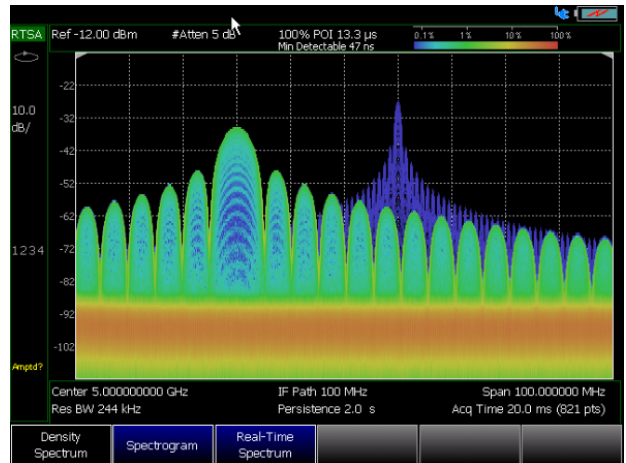 RTSA Ref -12.00 dBm #Atten 5 dB 100% POI 13.3 µs 0.1% 1% 10% 100%
Min Detectable 47 ns
10.0
dB/
-22
-32
-42
-52
-62
1234 -72
-82
-92
-102
Amptd?
Center 5.000000000 GHz IF Path 100 MHz Span 100.000000 MHz
Res BW 244 kHz Persistence 2.0 s Acq Time 20.0 ms (821 pts)
Density Spectrum
Spectrogram
Real-Time Spectrum